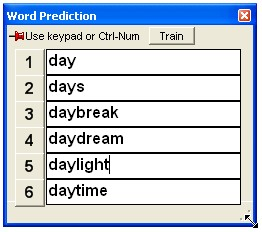 Word Prediction
Use keypad or Ctrl-Num Train
1 day
2 days
3 daybreak
4 daydream
5 daylight
6 daytime